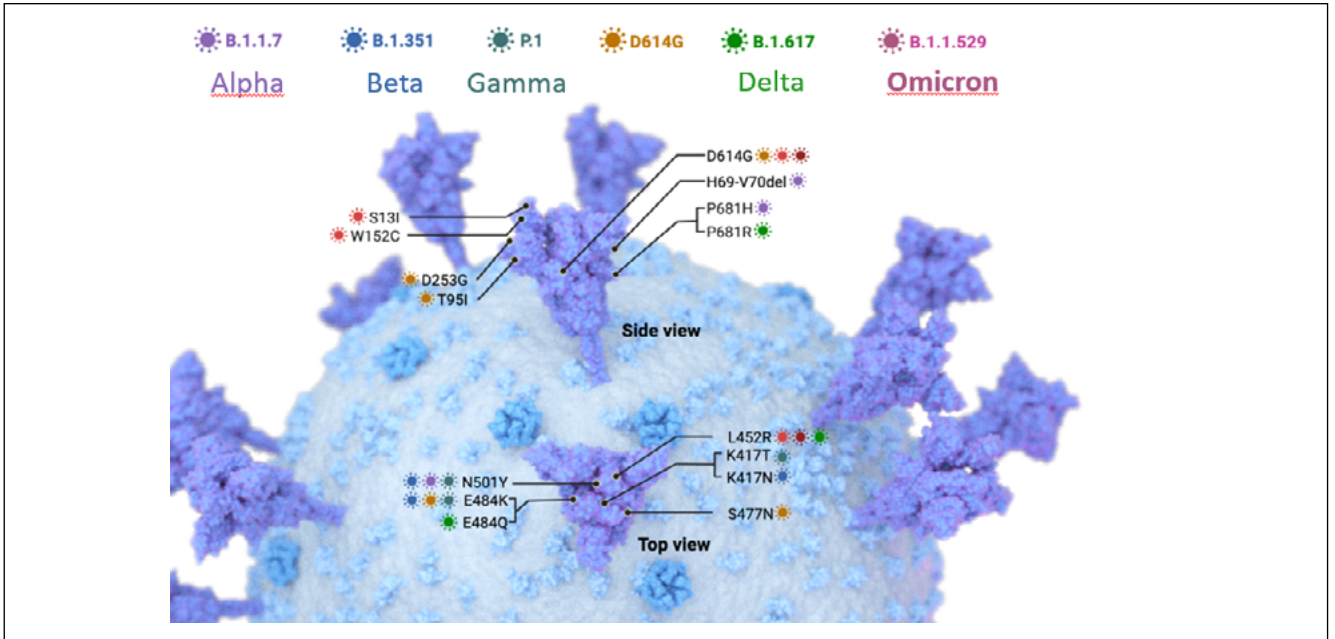 B.1.1.7 B.1.351 P.1 D614G B.1.617 B.1.1.529
Alpha Beta Gamma Delta Omicron
D614G
H69-V70del
P681H
P681R
S13I
W152C
D253G
T95I
Side view
L452R
K417T
K417N
S477N
N501Y
E484K
E484Q
Top view